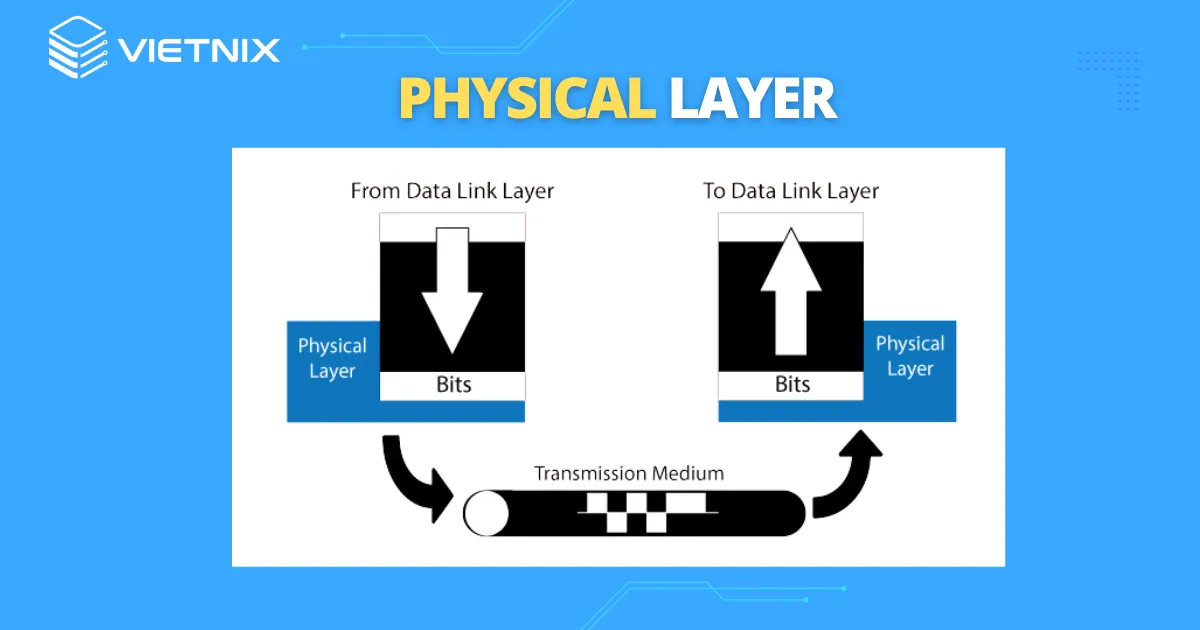 VIETNIX
PHYSICAL LAYER
From Data Link Layer
To Data Link Layer
Physical
Layer
Bits
Bits
Physical
Layer
Transmission Medium